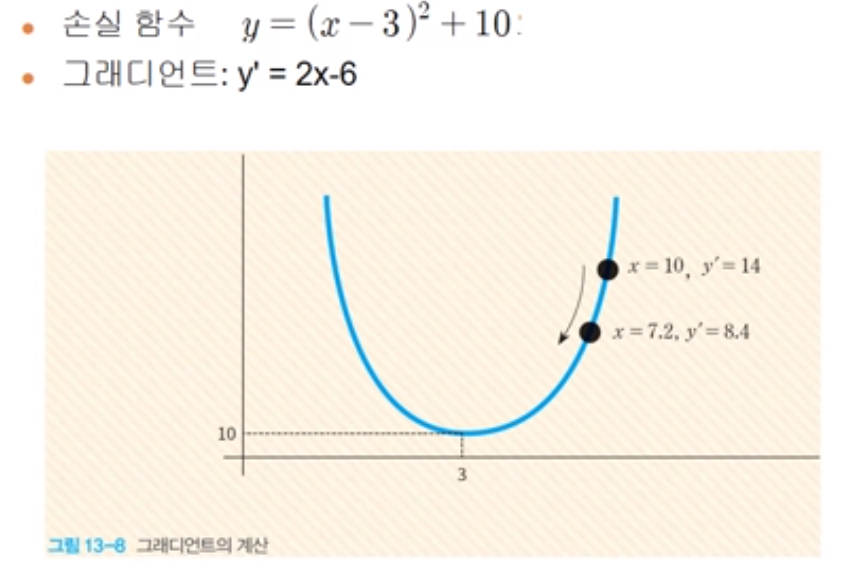 • 손실 함수 y = (x − 3)² + 10:
• 그래디언트: y' = 2x-6
x = 10, y′ = 14
x = 7.2, y′ = 8.4
10
3
그림 13-8 그래디언트의 계산